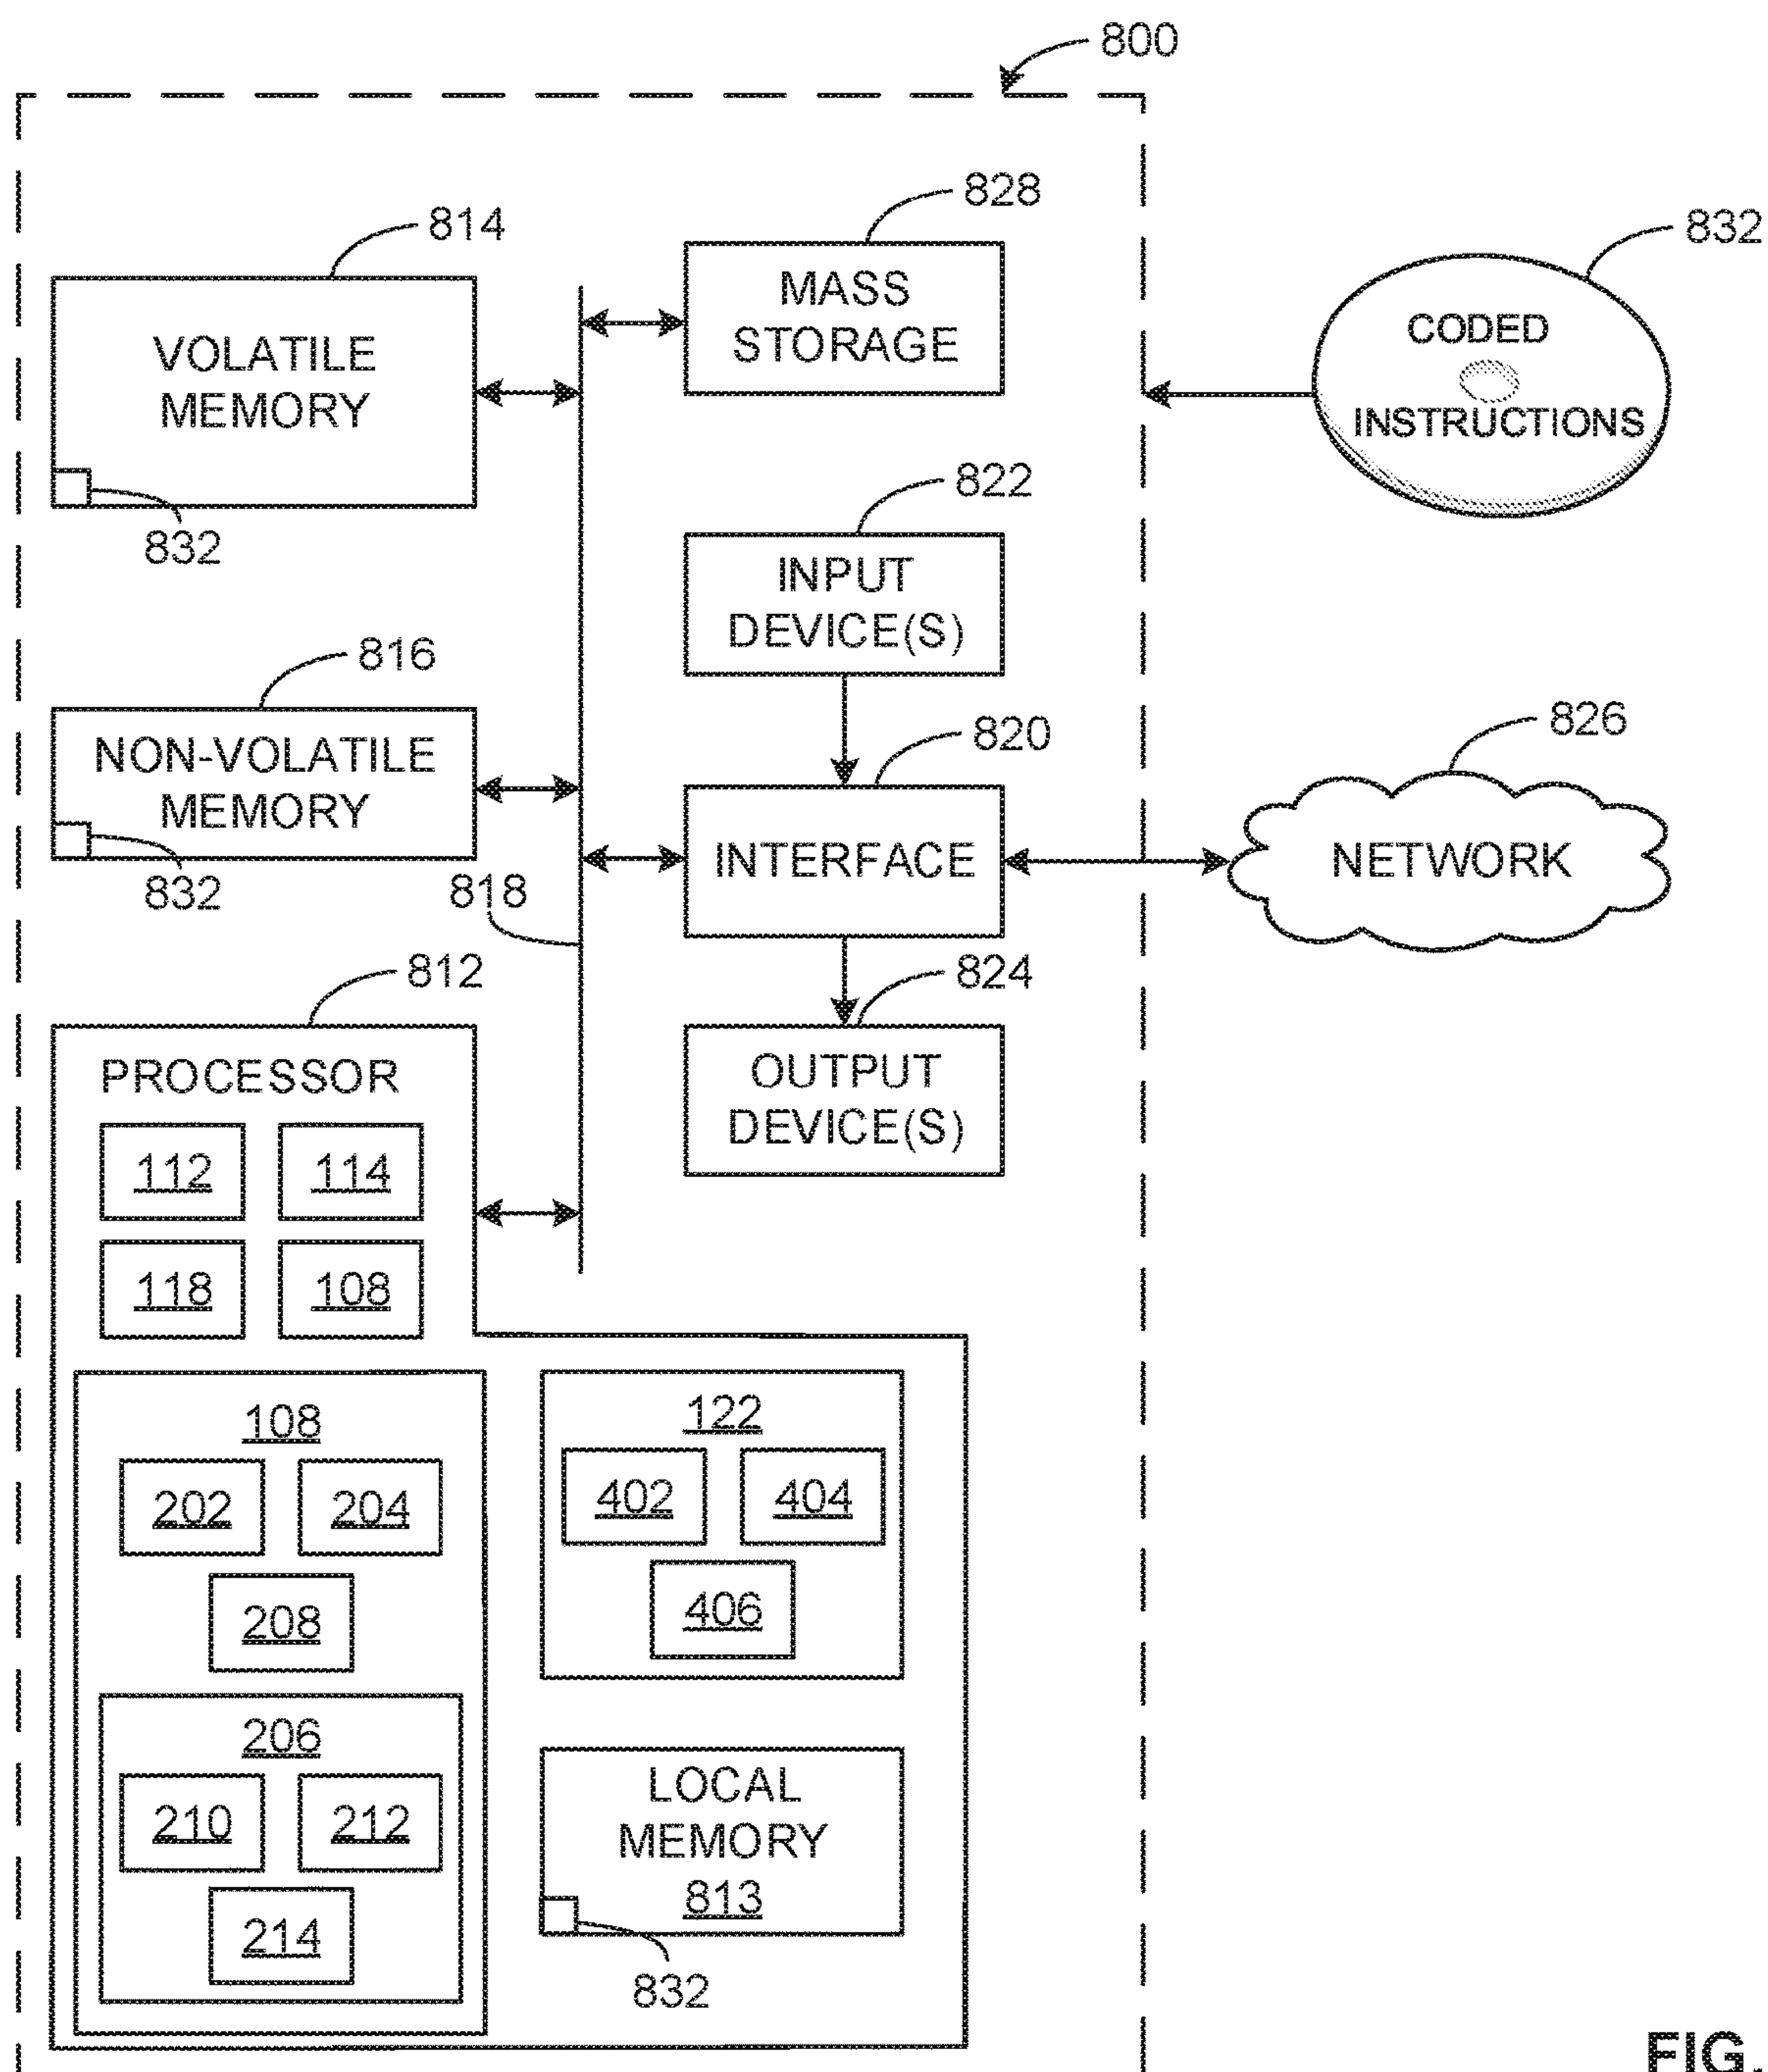 800
828
814
832
MASS
STORAGE
VOLATILE
MEMORY
CODED
INSTRUCTIONS
822
832
INPUT
DEVICE(S)
816
826
820
NON-VOLATILE
MEMORY
INTERFACE
NETWORK
832
818
812
824
PROCESSOR
OUTPUT
DEVICE(S)
112
114
118
108
108
122
202
204
402
404
208
406
206
210
212
LOCAL
MEMORY
813
214
832
FIG.